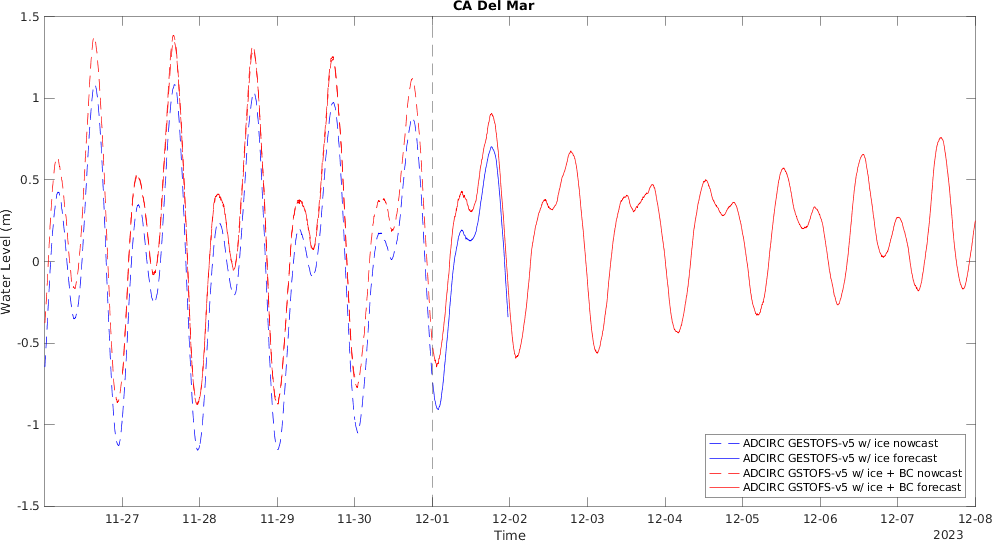 CA Del Mar
1.5
1
0.5
0
-0.5
-1
-1.5
Water Level (m)
11-27 11-28 11-29 11-30 12-01 12-02 12-03 12-04 12-05 12-06 12-07 12-08
Time
2023
ADCIRC GESTOFS-v5 w/ ice nowcast
ADCIRC GESTOFS-v5 w/ ice forecast
ADCIRC GSTOFS-v5 w/ ice + BC nowcast
ADCIRC GSTOFS-v5 w/ ice + BC forecast